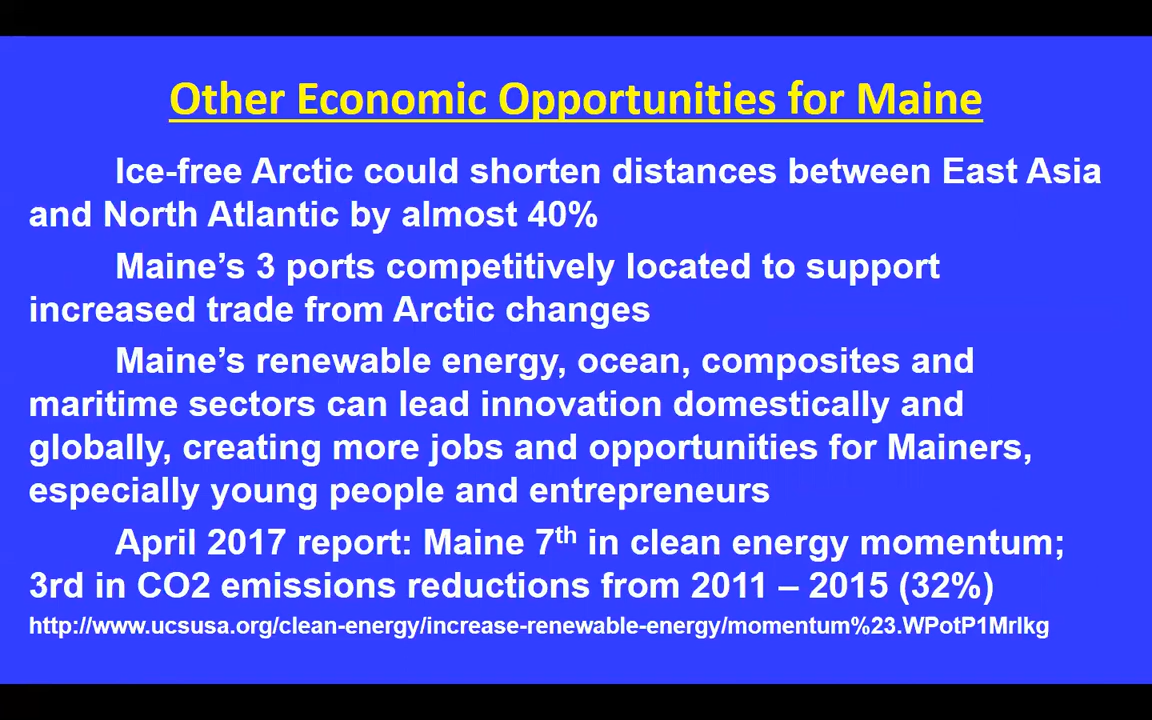 Other Economic Opportunities for Maine
Ice-free Arctic could shorten distances between East Asia
and North Atlantic by almost 40%
Maine’s 3 ports competitively located to support
increased trade from Arctic changes
Maine’s renewable energy, ocean, composites and
maritime sectors can lead innovation domestically and
globally, creating more jobs and opportunities for Mainers,
especially young people and entrepreneurs
April 2017 report: Maine 7th in clean energy momentum;
3rd in CO2 emissions reductions from 2011 – 2015 (32%)
http://www.ucsusa.org/clean-energy/increase-renewable-energy/momentum%23.WPotP1MrIkg